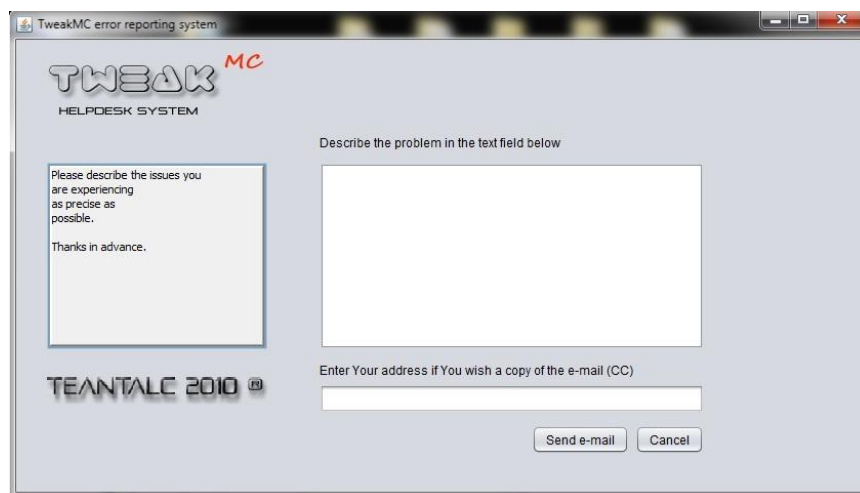 TweakMC error reporting system
TWEAK MC
HELPDESK SYSTEM
Describe the problem in the text field below
Please describe the issues you
are experiencing
as precise as
possible.
Thanks in advance.
Enter Your address if You wish a copy of the e-mail (CC)
TEANTALC 2010 ®
Send e-mail Cancel